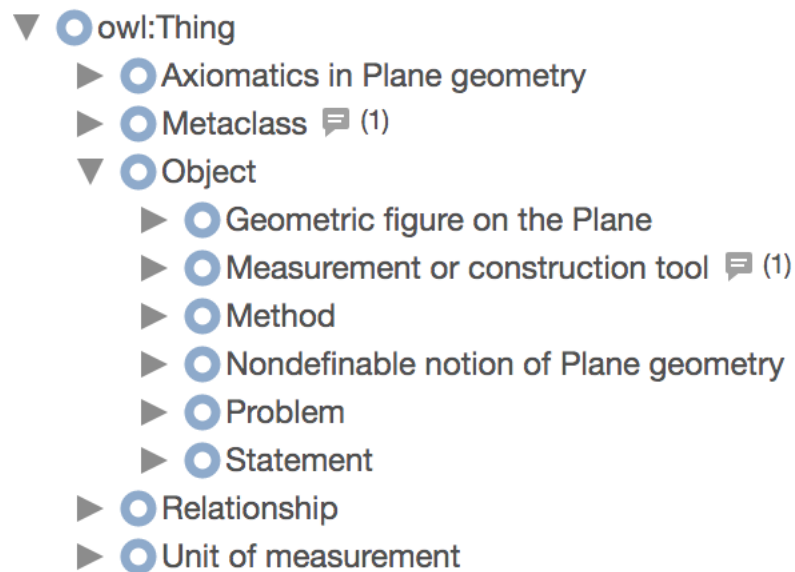 owl:Thing
Axiomatics in Plane geometry
Metaclass (1)
Object
Geometric figure on the Plane
Measurement or construction tool (1)
Method
Nondefinable notion of Plane geometry
Problem
Statement
Relationship
Unit of measurement